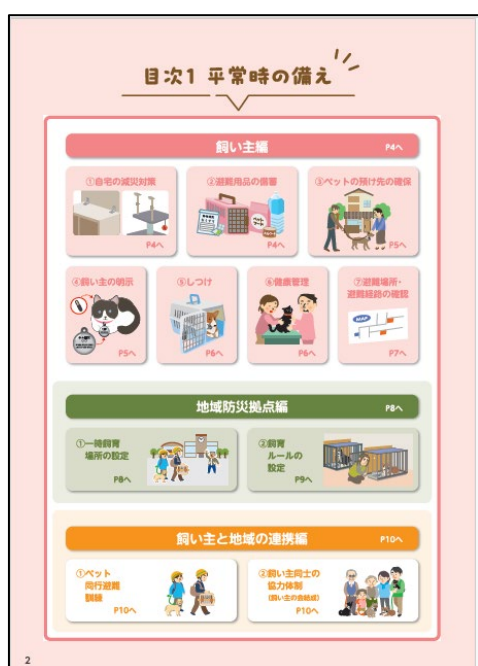 目次1 平常時の備え
飼い主編 P4へ
①自宅の減災対策
P4へ
②避難用品の備蓄
P4へ
③ペットの預け先の確保
P5へ
④飼い主の明示
P5へ
⑤しつけ
P6へ
⑥健康管理
P6へ
⑦避難場所・
避難経路の確認
P7へ
地域防災拠点編 P8へ
①一時飼育
場所の設定
P8へ
②飼育
ルールの
設定
P9へ
飼い主と地域の連携編 P10へ
①ペット
同行避難
訓練
P10へ
②飼い主同士の
協力体制
(飼い主の会結成)
P10へ
2